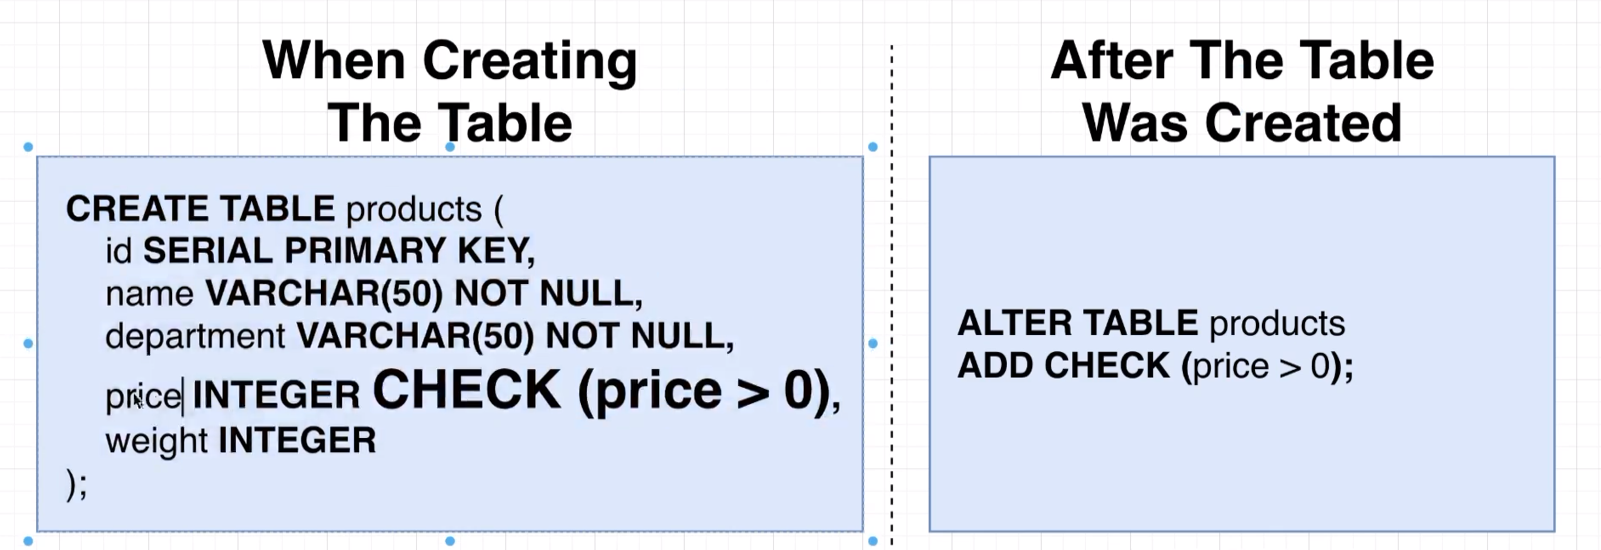 When Creating
The Table
CREATE TABLE products (
id SERIAL PRIMARY KEY,
name VARCHAR(50) NOT NULL,
department VARCHAR(50) NOT NULL,
price INTEGER CHECK (price > 0),
weight INTEGER
);
After The Table
Was Created
ALTER TABLE products
ADD CHECK (price > 0);